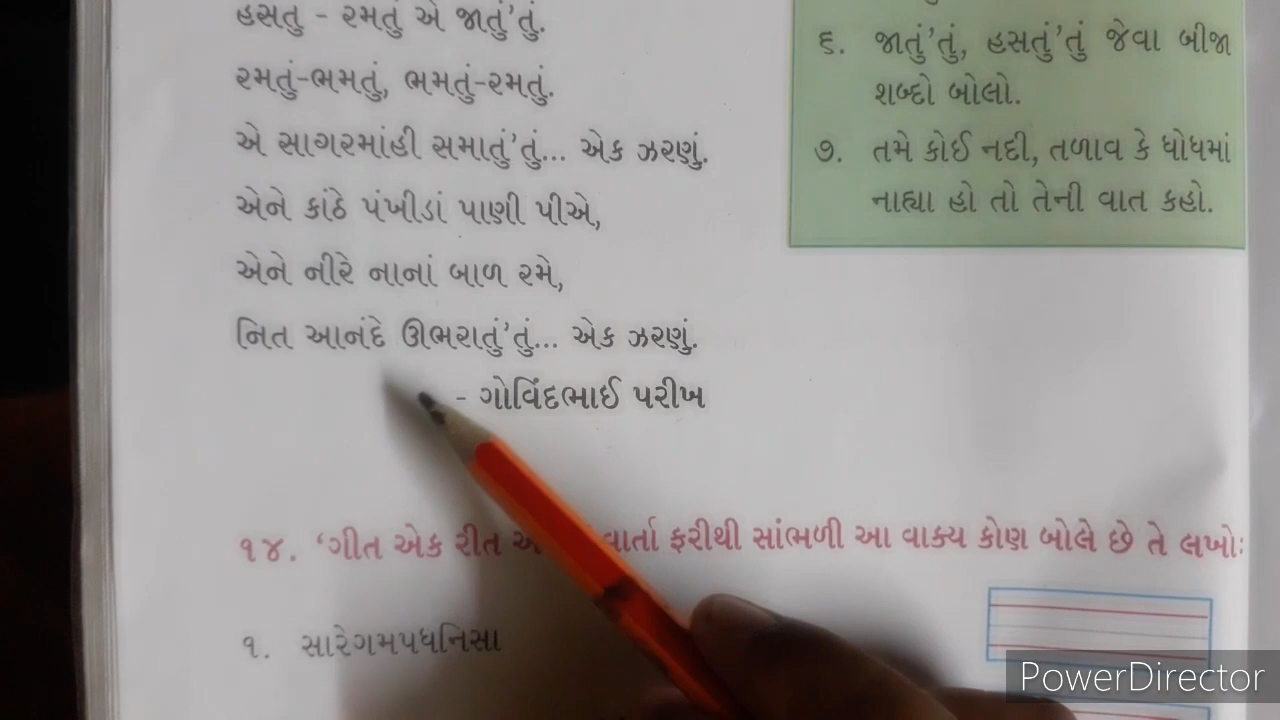 હસતું - રમતું એ જાતું'તું.
રમતું-ભમતું, ભમતું-રમતું.
એ સાગરમાંહી સમાતું'તું... એક ઝરણું.
એને કાંઠે પંખીડાં પાણી પીએ,
એને નીરે નાનાં બાળ રમે,
નિત આનંદે ઊભરાતું'તું... એક ઝરણું.
- ગોવિંદભાઈ પરીખ
૬. જાતું'તું, હસતું'તું જેવા બીજા
શબ્દો બોલો.
૭. તમે કોઈ નદી, તળાવ કે ધોધમાં
નાહ્યા હો તો તેની વાત કહો.
૧૪. 'ગીત એક રીત વાર્તા ફરીથી સાંભળી આ વાક્ય કોણ બોલે છે તે લખોઃ
૧. સારેગમપધનિસા
PowerDirector